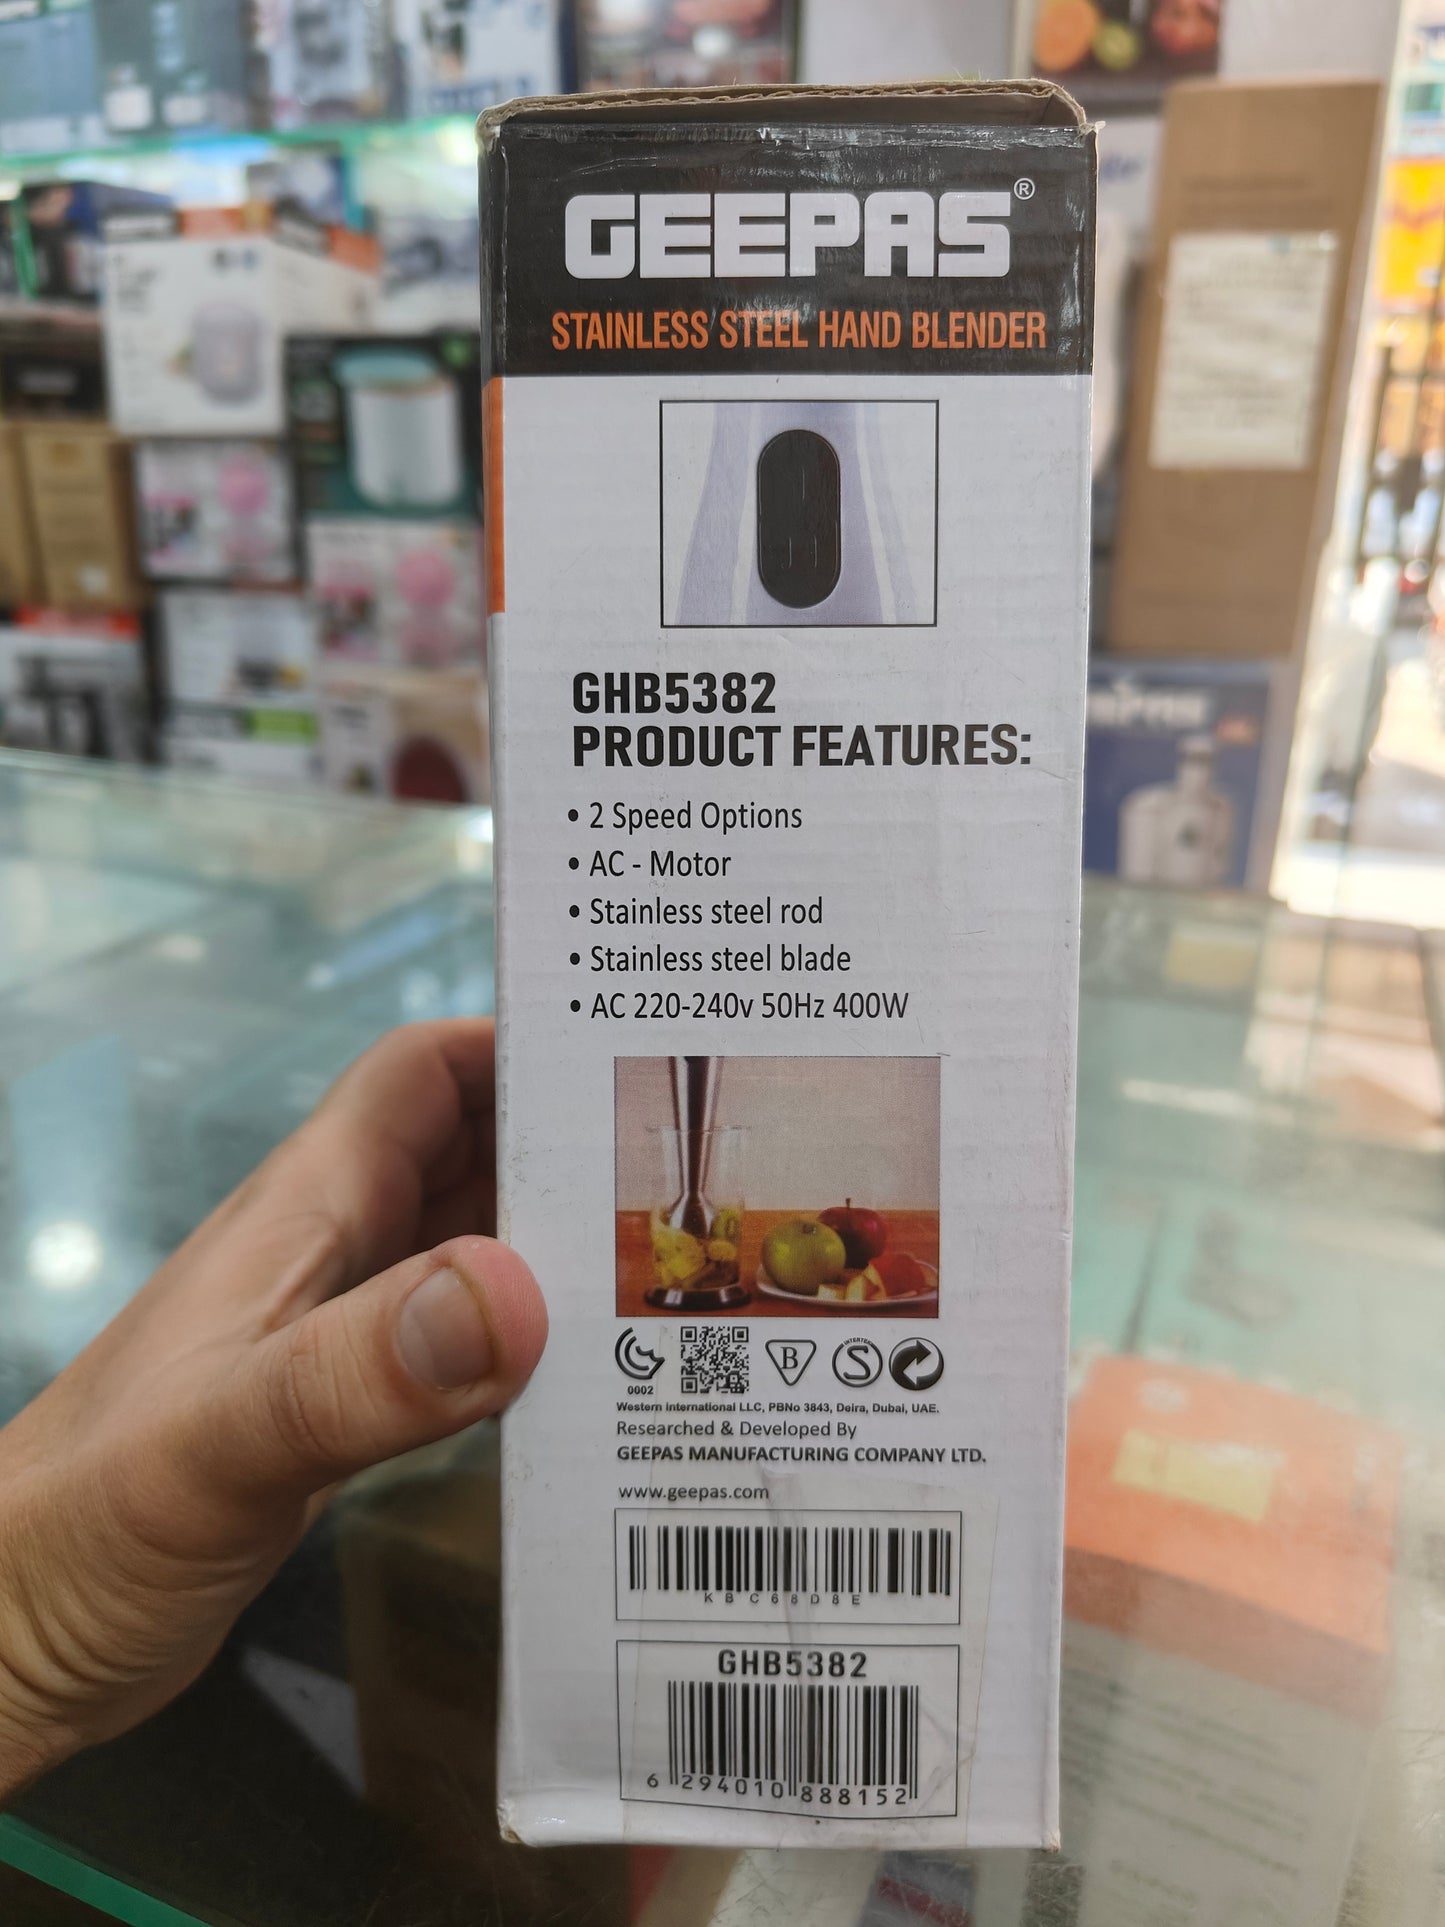 GEEPAS®
STAINLESS STEEL HAND BLENDER
GHB5382
PRODUCT FEATURES:
• 2 Speed Options
• AC - Motor
• Stainless steel rod
• Stainless steel blade
• AC 220-240v 50Hz 400W
0002
B
INTERTEK
S
Western International LLC, PBNo 3843, Deira, Dubai, UAE.
Researched & Developed By
GEEPAS MANUFACTURING COMPANY LTD.
www.geepas.com
KBC68D8E
GHB5382
6 294010 888152